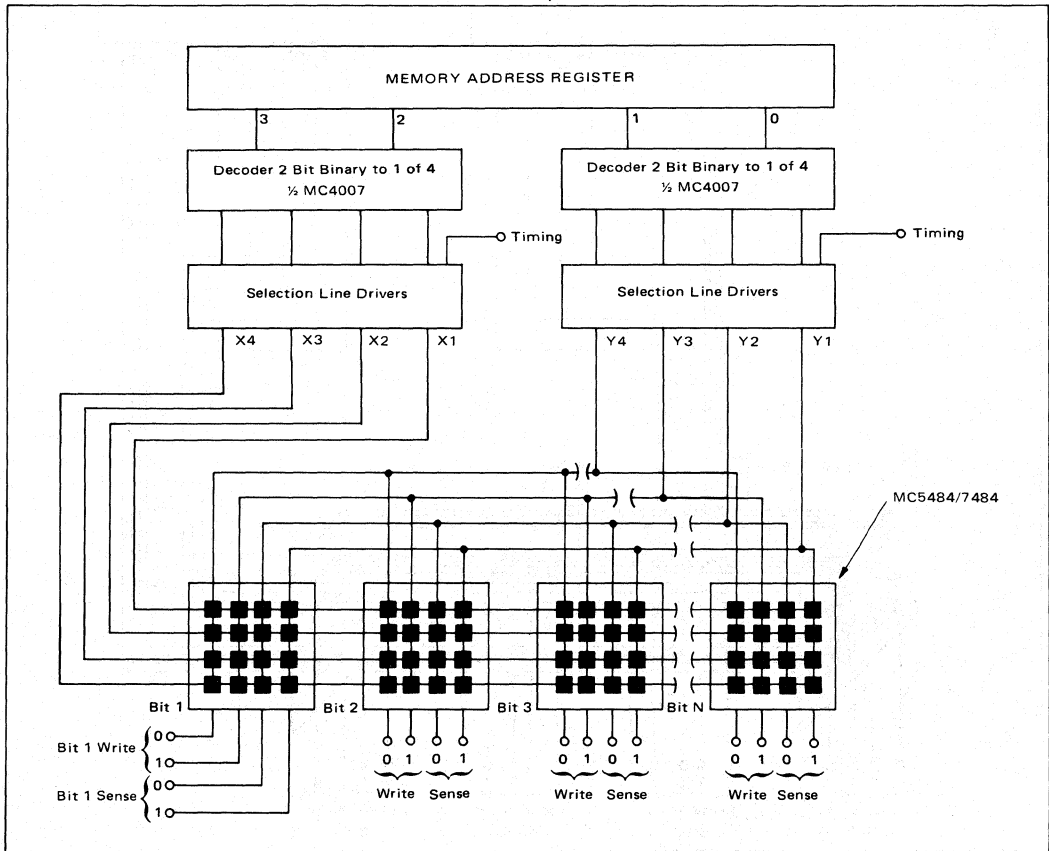 MEMORY ADDRESS REGISTER
3 2 1 0
Decoder 2 Bit Binary to 1 of 4
½ MC4007
Decoder 2 Bit Binary to 1 of 4
½ MC4007
Timing
Timing
Selection Line Drivers
Selection Line Drivers
X4 X3 X2 X1
Y4 Y3 Y2 Y1
MC5484/7484
Bit 1 Bit 2 Bit 3 Bit N
Bit 1 Write 0 1
Bit 1 Sense 0 1
0 1 0 1
Write Sense
0 1 0 1
Write Sense
0 1 0 1
Write Sense